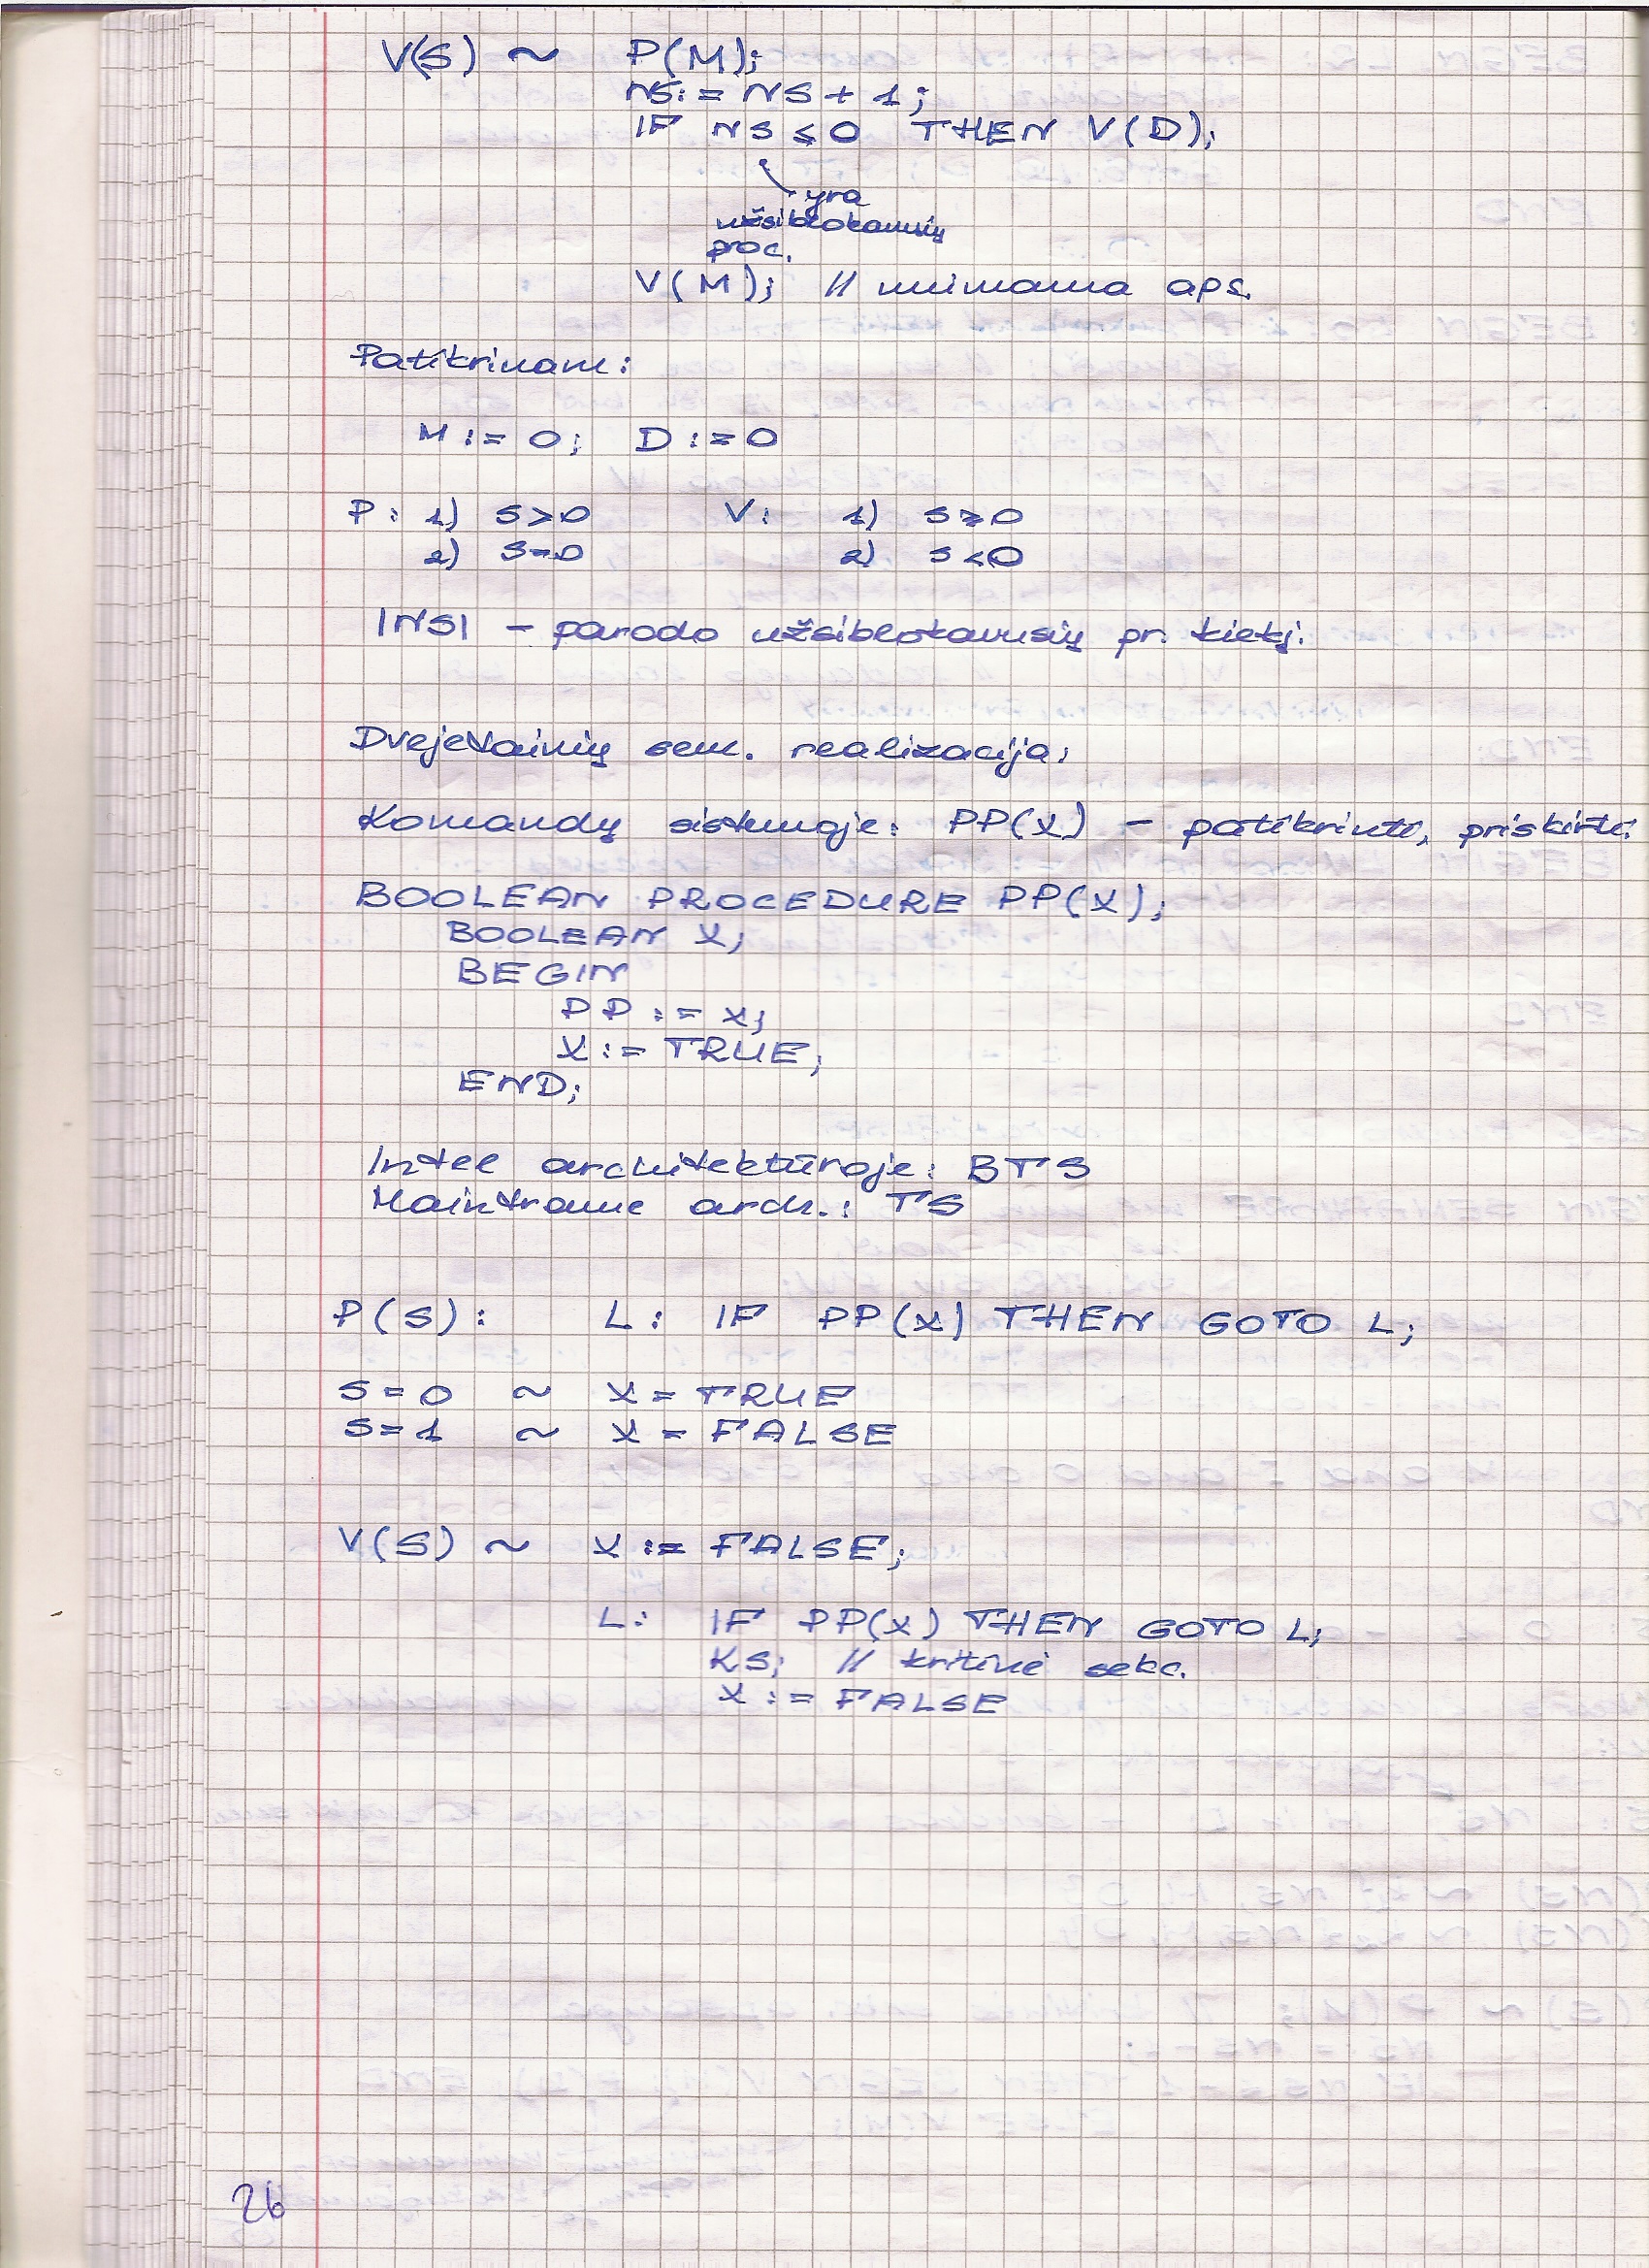 V(S) ~ P(M);
NS := NS + 1;
IF NS ≤ 0 THEN V(D);
yra
užsiblokavusių
proc.
V(M); // nuimama aps.
Patikrinam:
M := 0; D := 0
P: 1) S>0 V: 1) S≥0
2) S=0 2) S<0
|NS| – parodo užsiblokavusių pr. kiekį.
Dvejetainių sem. realizacija:
Komandų sistemoje: PP(X) – patikrinti, priskirti.
BOOLEAN PROCEDURE PP(X);
BOOLEAN X;
BEGIN
PP := X;
X := TRUE;
END;
Intel architektūroje: BTS
Mainframe arch.: TS
P(S): L: IF PP(X) THEN GOTO L;
S=0 ~ X = TRUE
S=1 ~ X = FALSE
V(S) ~ X := FALSE;
L: IF PP(X) THEN GOTO L;
KS; // kritinė sekc.
X := FALSE
26